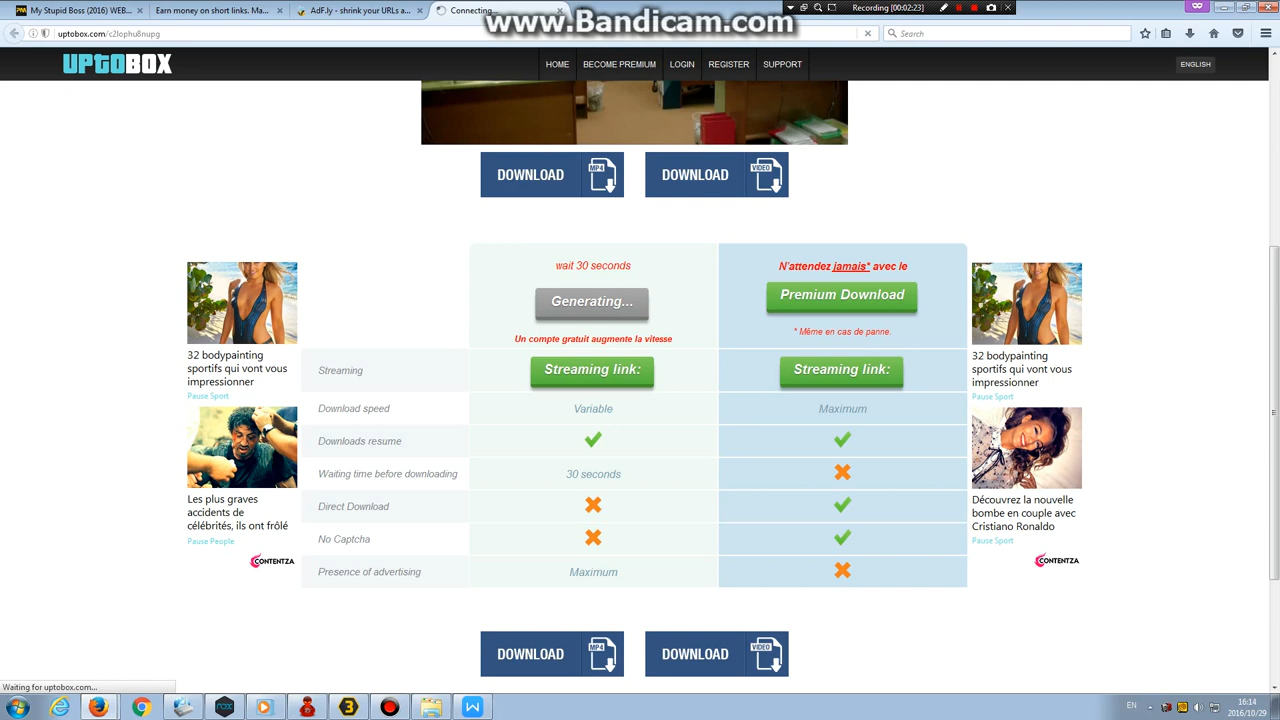 My Stupid Boss (2016) WEB...
Earn money on short links. Ma...
AdF.ly - shrink your URLs a...
Connecting...
www.Bandicam.com
Recording [00:02:23]
uptobox.com/c2lophu8nupg
Search
UPTOBOX
HOME
BECOME PREMIUM
LOGIN
REGISTER
SUPPORT
ENGLISH
DOWNLOAD MP4
DOWNLOAD VIDEO
wait 30 seconds
N'attendez jamais* avec le
Generating...
Premium Download
* Même en cas de panne.
Un compte gratuit augmente la vitesse
Streaming
Streaming link:
Streaming link:
Download speed
Variable
Maximum
Downloads resume
Waiting time before downloading
30 seconds
Direct Download
No Captcha
Presence of advertising
Maximum
32 bodypainting
sportifs qui vont vous
impressionner
Pause Sport
Les plus graves
accidents de
célébrités, ils ont frôlé
Pause People
CONTENTZA
32 bodypainting
sportifs qui vont vous
impressionner
Pause Sport
Découvrez la nouvelle
bombe en couple avec
Cristiano Ronaldo
Pause Sport
CONTENTZA
DOWNLOAD MP4
DOWNLOAD VIDEO
Waiting for uptobox.com...
EN
16:14
2016/10/29